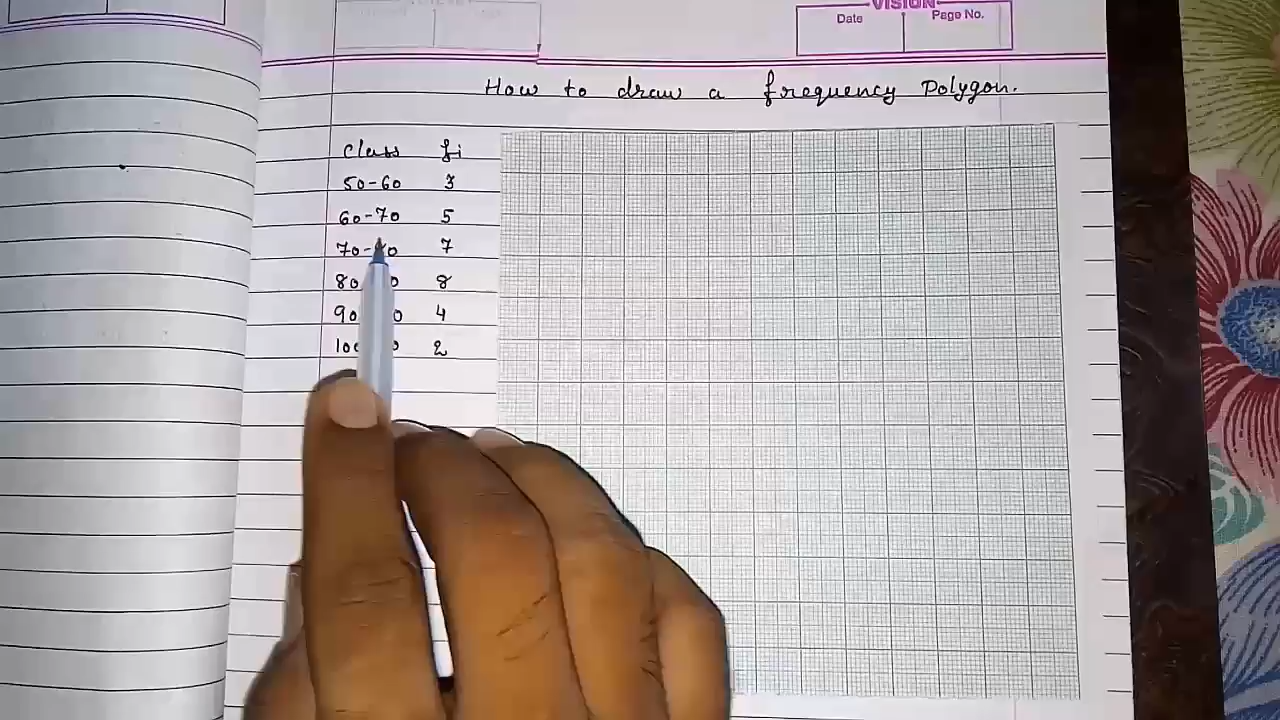 VISION
Date Page No.
How to draw a frequency Polygon.
class fi
50-60 3
60-70 5
70- 7
80 8
90 4
2